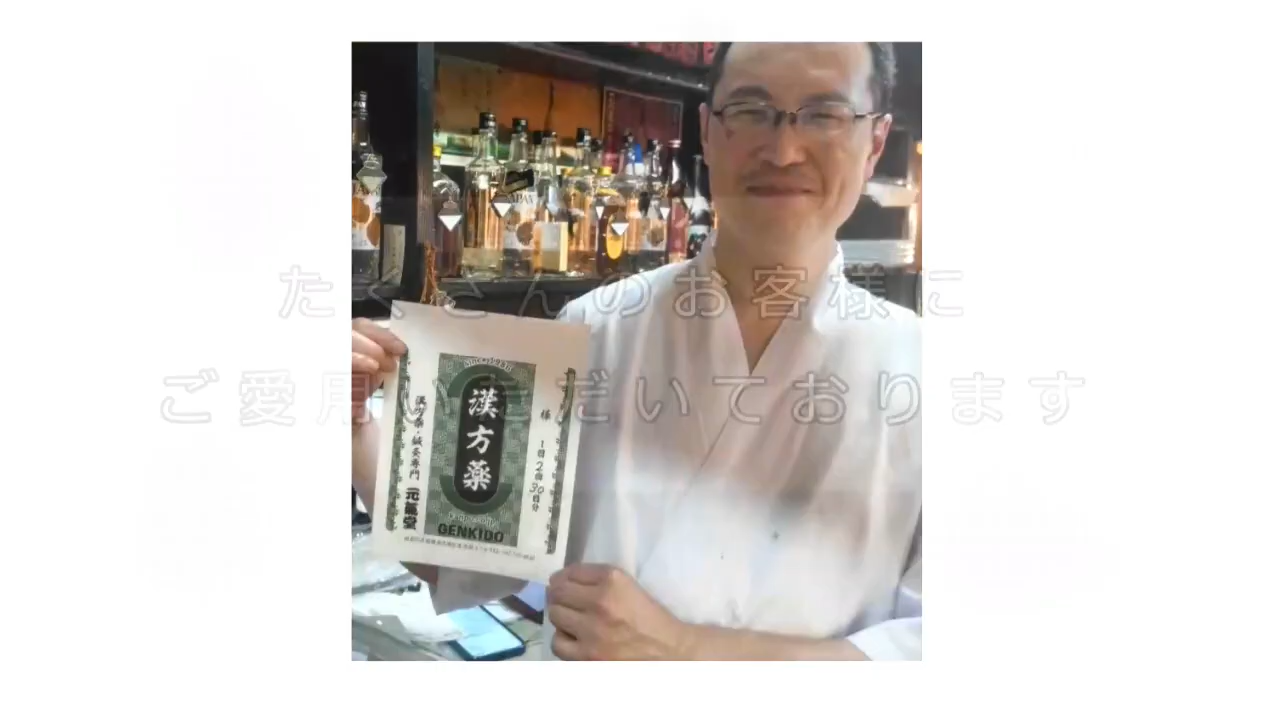 たくさんのお客様に
ご愛用いただいております
Since 1936
漢方薬
様
1日2回30日分
漢方薬・鍼灸専門 元氣堂
GENKIDO